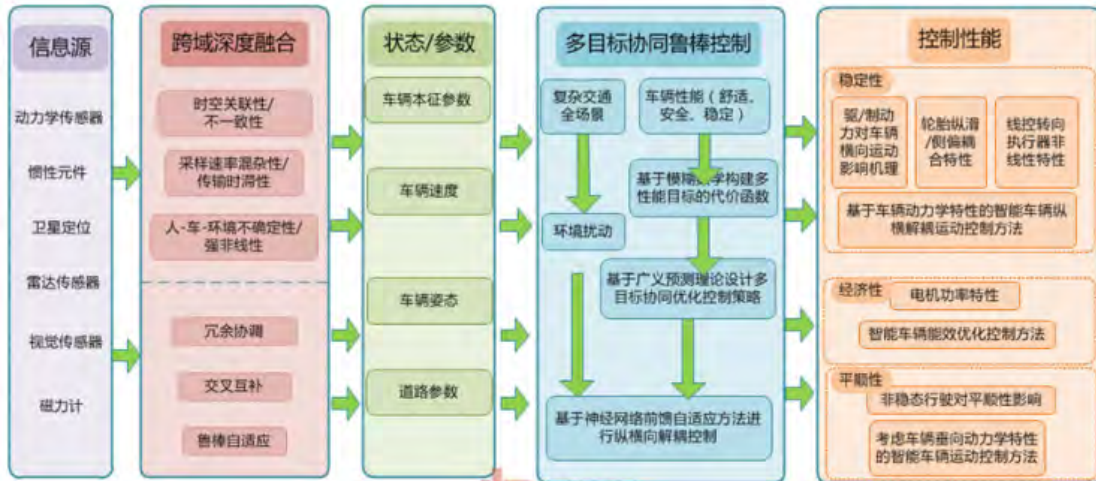 信息源
动力学传感器
惯性元件
卫星定位
雷达传感器
视觉传感器
磁力计
跨域深度融合
时空关联性/
不一致性
采样速率混杂性/
传输时滞性
人-车-环境不确定性/
强非线性
冗余协调
交叉互补
鲁棒自适应
状态/参数
车辆本征参数
车辆速度
车辆姿态
道路参数
多目标协同鲁棒控制
复杂交通
全场景
车辆性能（舒适、
安全、稳定）
基于模糊数学构建多
性能目标的代价函数
环境扰动
基于广义预测理论设计多
目标协同优化控制策略
基于神经网络前馈自适应方法进
行纵横向解耦控制
控制性能
稳定性
驱/制动
力对车辆
横向运动
影响机理
轮胎纵滑
/侧偏耦
合特性
线控转向
执行器非
线性特性
基于车辆动力学特性的智能车辆纵
横解耦运动控制方法
经济性
电机功率特性
智能车辆能效优化控制方法
平顺性
非稳态行驶对平顺性影响
考虑车辆垂向动力学特性
的智能车辆运动控制方法